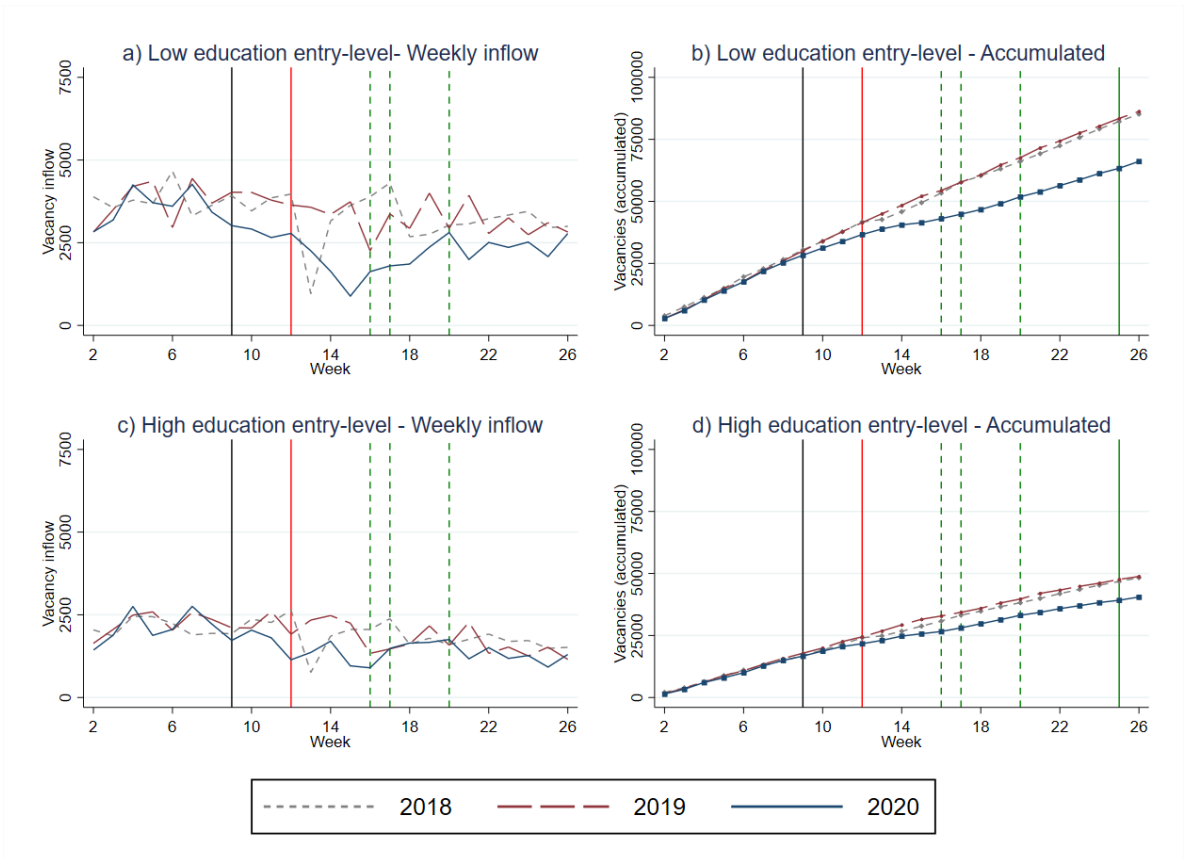 a) Low education entry-level- Weekly inflow
Vacancy inflow
7500
5000
2500
0
2 6 10 14 18 22 26
Week
b) Low education entry-level - Accumulated
Vacancies (accumulated)
100000
75000
50000
25000
0
2 6 10 14 18 22 26
Week
c) High education entry-level - Weekly inflow
Vacancy inflow
7500
5000
2500
0
2 6 10 14 18 22 26
Week
d) High education entry-level - Accumulated
Vacancies (accumulated)
100000
75000
50000
25000
0
2 6 10 14 18 22 26
Week
2018 2019 2020